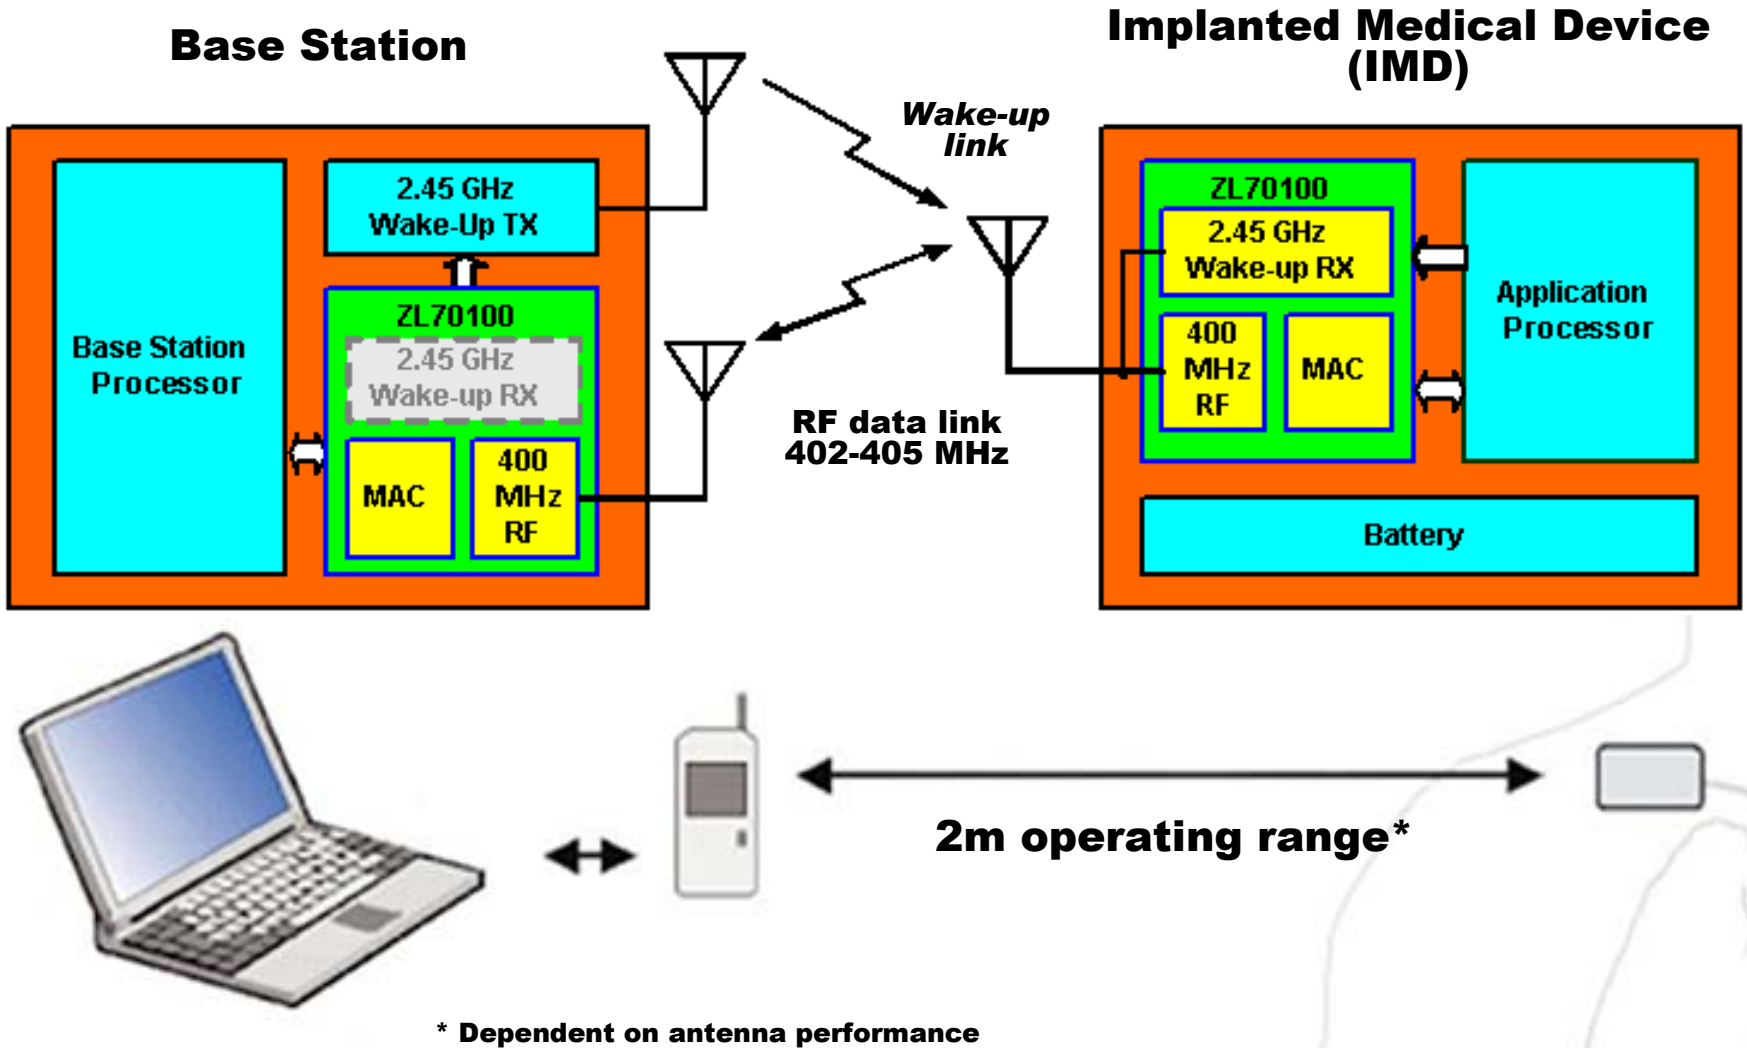 Base Station
Implanted Medical Device
(IMD)
Wake-up
link
2.45 GHz
Wake-Up TX
ZL70100
2.45 GHz
Wake-up RX
Base Station
Processor
MAC
400
MHz
RF
RF data link
402-405 MHz
ZL70100
2.45 GHz
Wake-up RX
400
MHz
RF
MAC
Application
Processor
Battery
2m operating range*
* Dependent on antenna performance